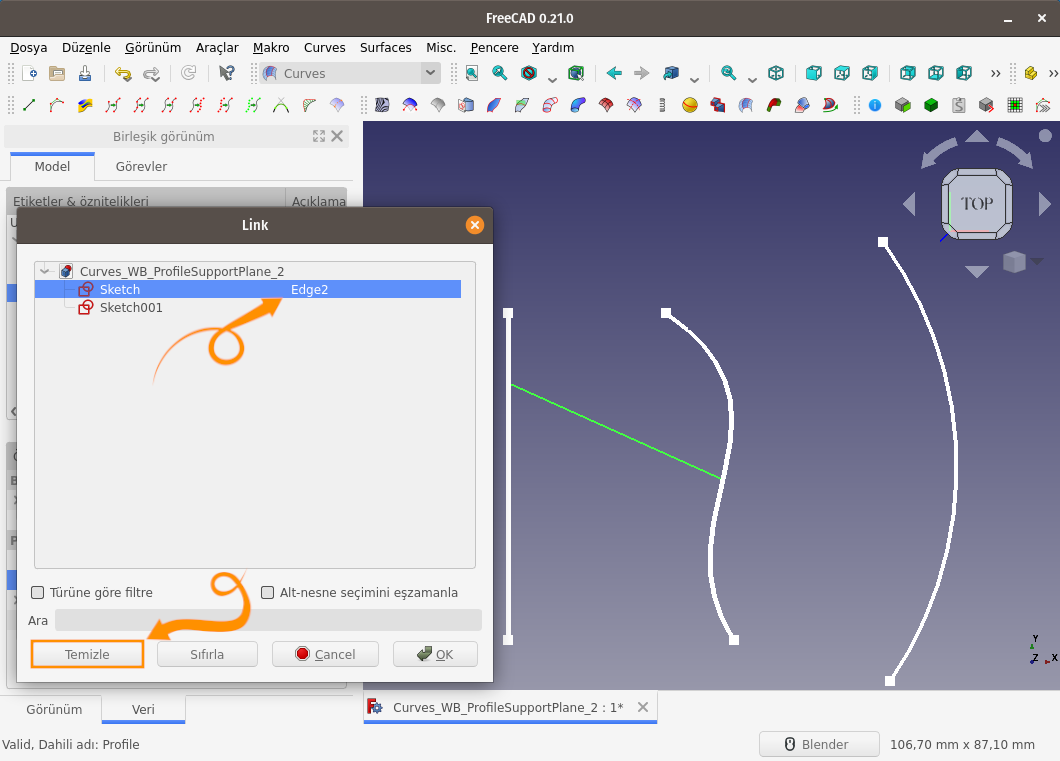 FreeCAD 0.21.0
Dosya Düzenle Görünüm Araçlar Makro Curves Surfaces Misc. Pencere Yardım
Curves
Birleşik görünüm
Model Görevler
Etiketler & öznitelikleri Açıklama
Link
TOP
Curves_WB_ProfileSupportPlane_2
Sketch Edge2
Sketch001
Türüne göre filtre Alt-nesne seçimini eşzamanla
Ara
Temizle Sıfırla Cancel OK
Y
Z X
Görünüm Veri
Curves_WB_ProfileSupportPlane_2 : 1*
Valid, Dahili adı: Profile
Blender 106,70 mm x 87,10 mm